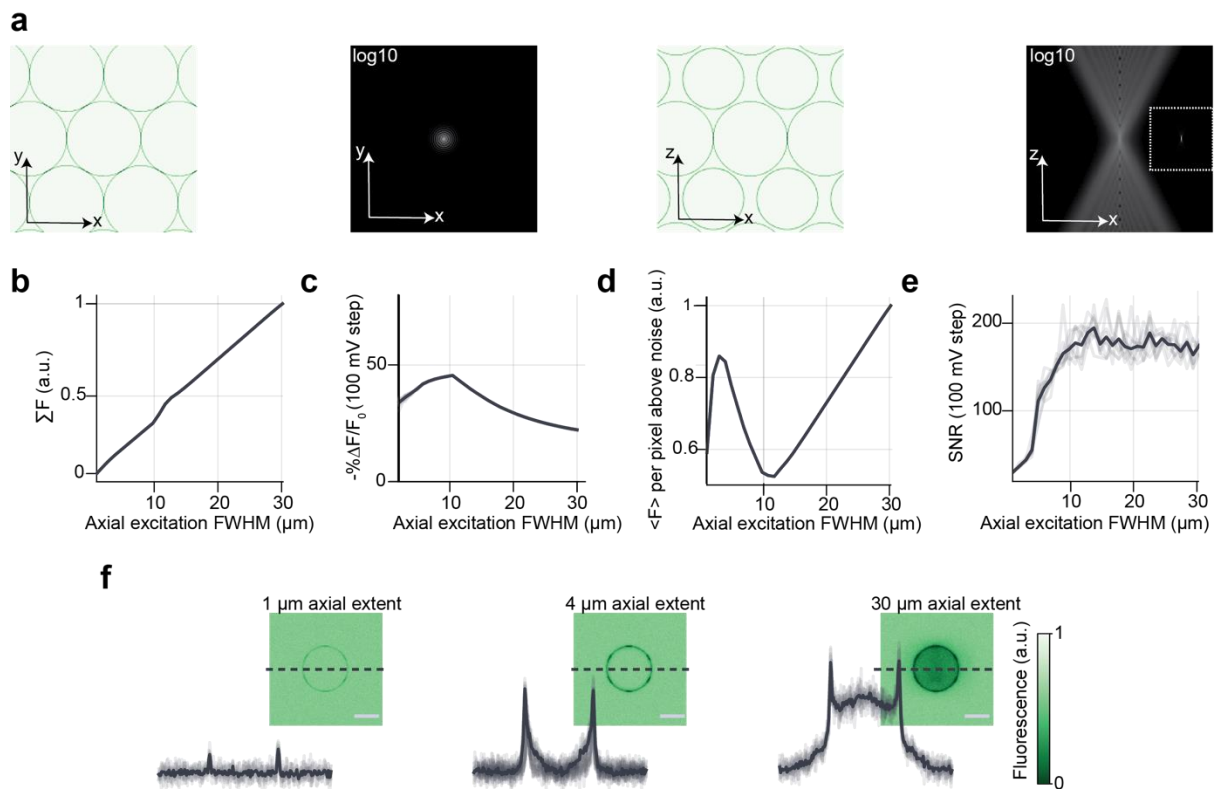 a
log10
log10
y
x
y
x
z
x
z
x
b
c
d
e
1
0.5
0
ΣF (a.u.)
10
20
30
Axial excitation FWHM (μm)
50
0
-%ΔF/F₀ (100 mV step)
10
20
30
Axial excitation FWHM (μm)
1
0.8
0.6
<F> per pixel above noise (a.u.)
10
20
30
Axial excitation FWHM (μm)
200
100
SNR (100 mV step)
10
20
30
Axial excitation FWHM (μm)
f
1 μm axial extent
4 μm axial extent
30 μm axial extent
Fluorescence (a.u.)
1
0